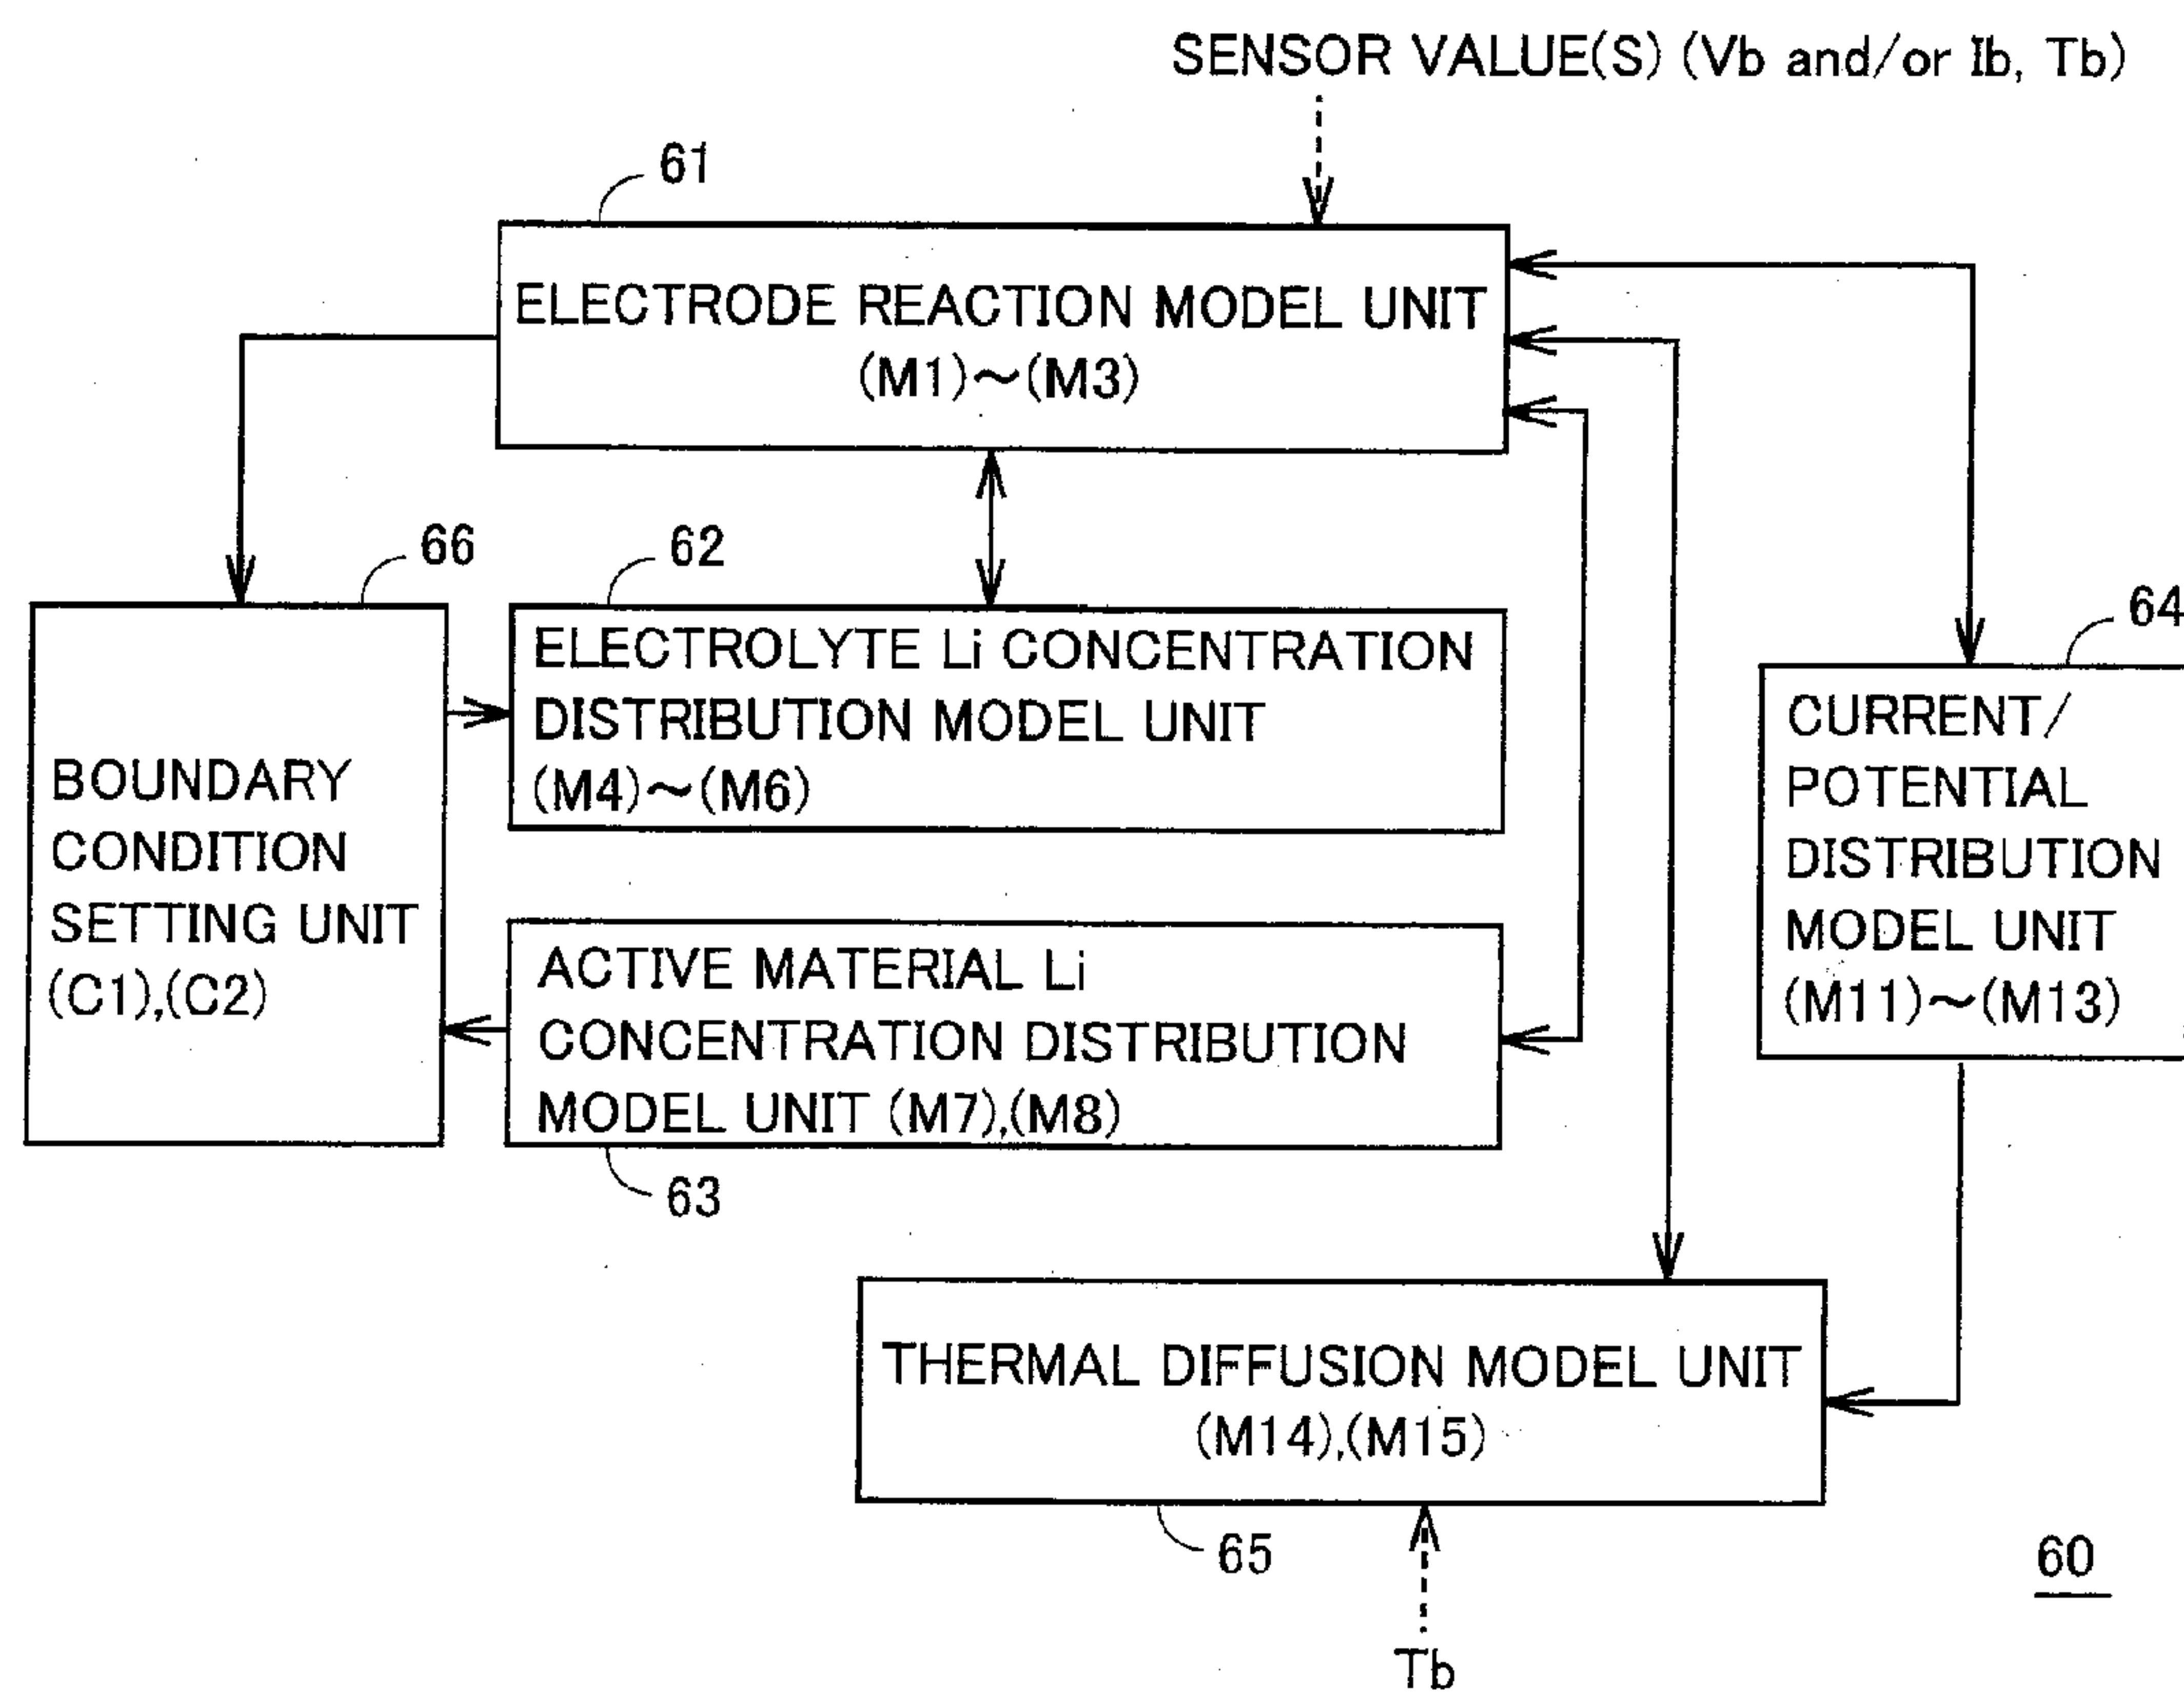 SENSOR VALUE(S) (Vb and/or Ib, Tb)
61
ELECTRODE REACTION MODEL UNIT
(M1)～(M3)
66
62
64
ELECTROLYTE Li CONCENTRATION
DISTRIBUTION MODEL UNIT
(M4)～(M6)
BOUNDARY
CONDITION
SETTING UNIT
(C1),(C2)
CURRENT/
POTENTIAL
DISTRIBUTION
MODEL UNIT
(M11)～(M13)
ACTIVE MATERIAL Li
CONCENTRATION DISTRIBUTION
MODEL UNIT (M7),(M8)
63
THERMAL DIFFUSION MODEL UNIT
(M14),(M15)
65
60
Tb